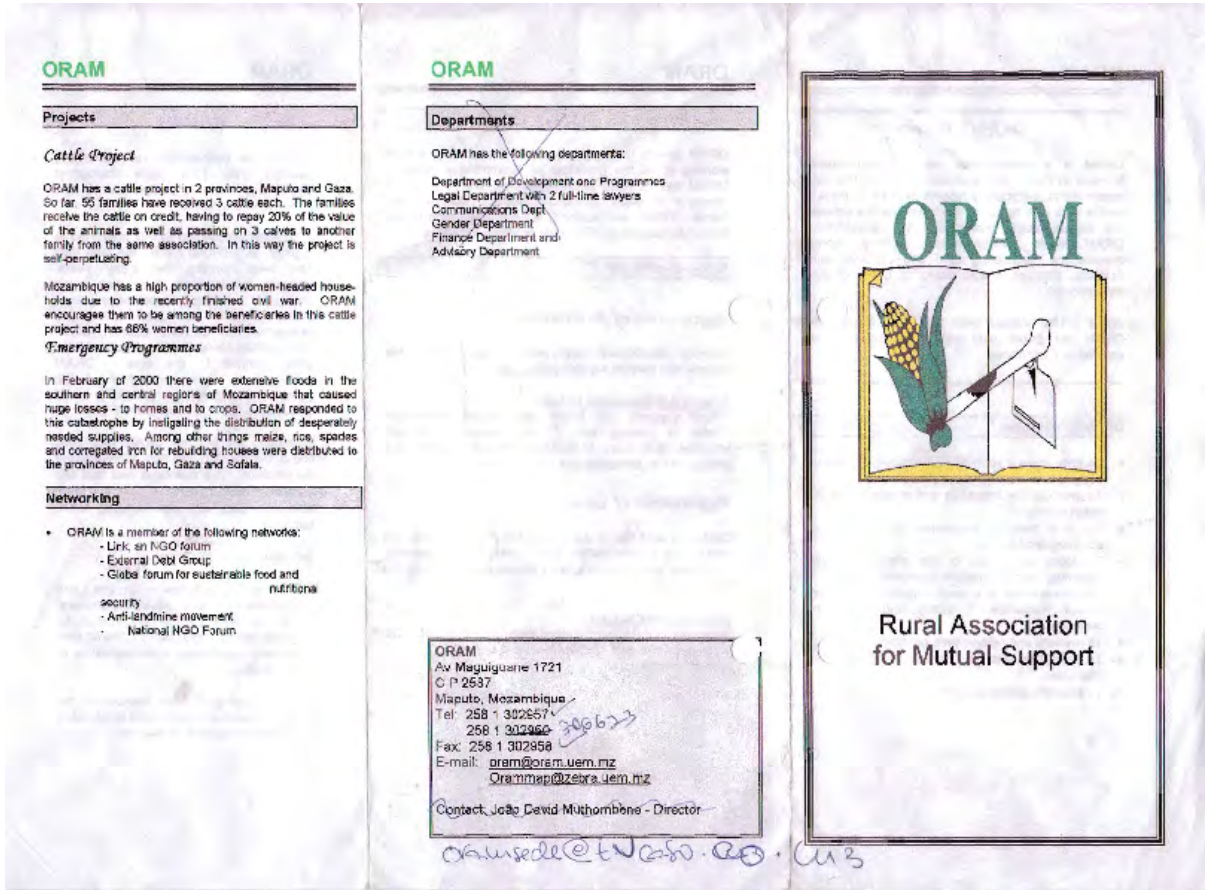 ORAM
Projects
Cattle Project
ORAM has a cattle project in 2 provinces, Maputo and Gaza.
So far, 55 families have received 3 cattle each. The families
receive the cattle on credit, having to repay 20% of the value
of the animals as well as passing on 3 calves to another
family from the same association. In this way the project is
self-perpetuating.
Mozambique has a high proportion of women-headed house-
holds due to the recently finished civil war. ORAM
encourages them to be among the beneficiaries in this cattle
project and has 66% women beneficiaries.
Emergency Programmes
In February of 2000 there were extensive floods in the
southern and central regions of Mozambique that caused
huge losses - to homes and to crops. ORAM responded to
this catastrophe by instigating the distribution of desperately
needed supplies. Among other things maize, rice, spades
and corregated iron for rebuilding houses were distributed to
the provinces of Maputo, Gaza and Sofala.
Networking
• ORAM is a member of the following networks:
- Link, an NGO forum
- External Debt Group
- Global forum for sustainable food and
nutritional
security
- Anti-landmine movement
- National NGO Forum
ORAM
Departments
ORAM has the following departments:
Department of Development and Programmes
Legal Department with 2 full-time lawyers
Communications Dept
Gender Department
Finance Department and
Advisory Department
ORAM
Av Maguiguane 1721
C P 2537
Maputo, Mozambique
Tel: 258 1 302957
258 1 302960 300623
Fax: 258 1 302958
E-mail: oram@oram.uem.mz
Orammap@zebra.uem.mz
Contact: João David Muthombene - Director
ORAM
Rural Association
for Mutual Support